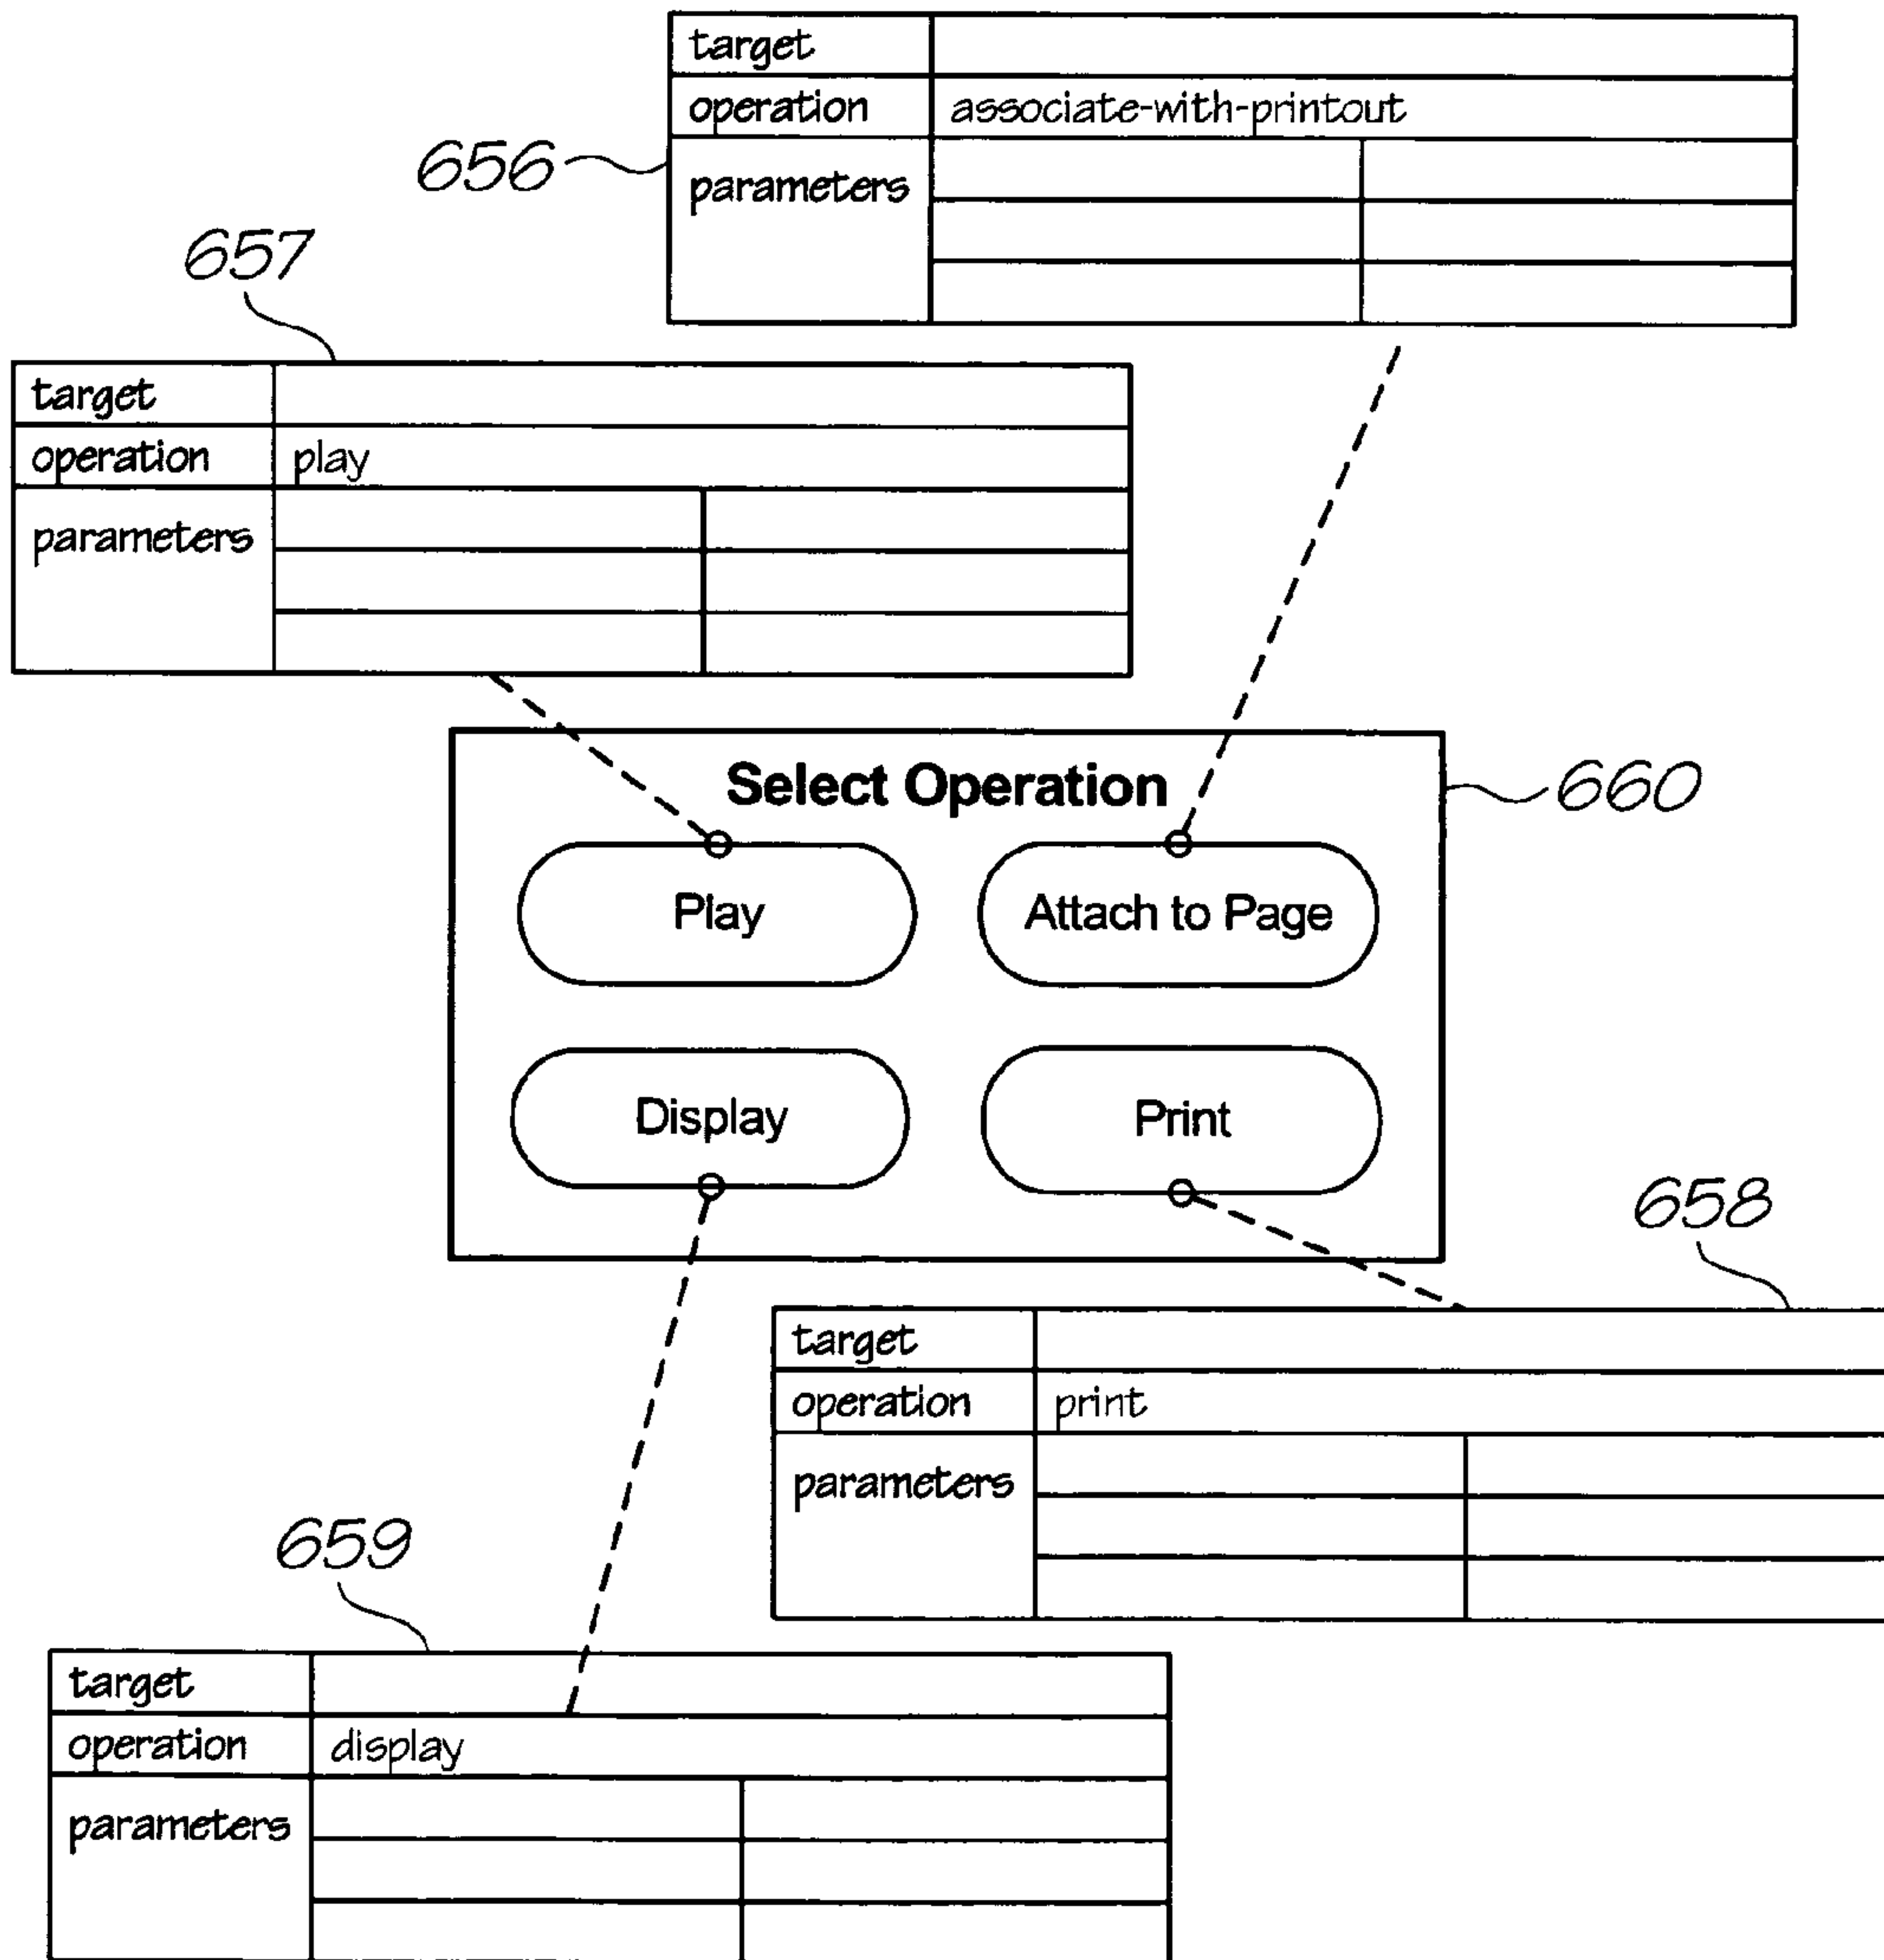 target
operation associate-with-printout
656
parameters
657
target
operation play
parameters
Select Operation
660
Play Attach to Page
Display Print
658
target
operation print
parameters
659
target
operation display
parameters